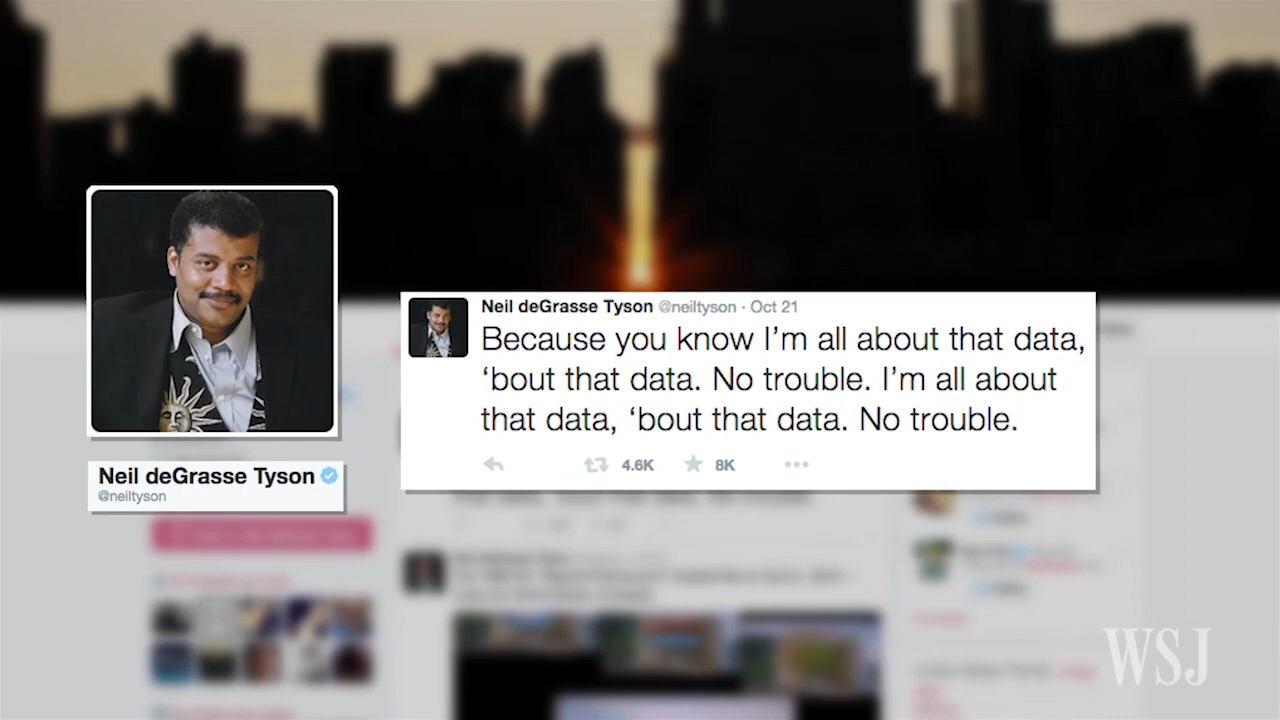 Neil deGrasse Tyson @neiltyson · Oct 21
Because you know I’m all about that data,
‘bout that data. No trouble. I’m all about
that data, ‘bout that data. No trouble.
4.6K 8K
Neil deGrasse Tyson
@neiltyson
WSJ